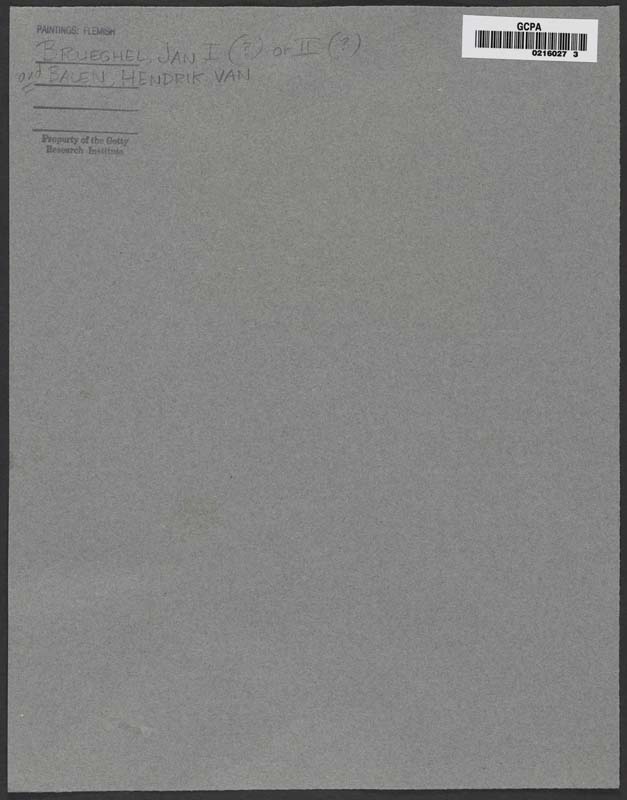 PAINTINGS: FLEMISH
BRUEGHEL, JAN I (?) or II (?)
and BALEN, HENDRIK VAN
Property of the Getty
Research Institute
GCPA
0216027 3